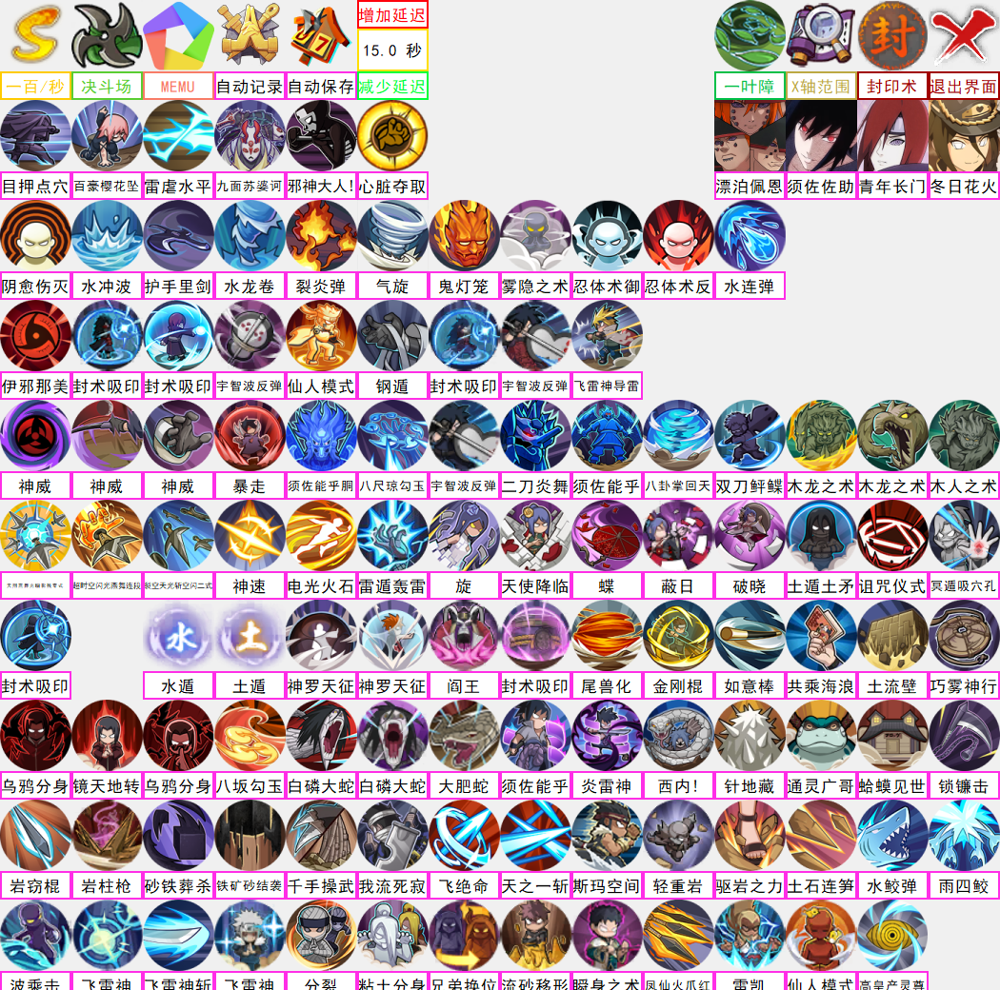 增加延迟
15.0 秒
封
一百/秒 决斗场 MEMU 自动记录 自动保存 减少延迟 一叶障 X轴范围 封印术 退出界面
目押点穴 百豪樱花坠 雷虐水平 九面苏婆诃 邪神大人! 心脏夺取 漂泊佩恩 须佐佐助 青年长门 冬日花火
阴愈伤灭 水冲波 护手里剑 水龙卷 裂炎弹 气旋 鬼灯笼 雾隐之术 忍体术御 忍体术反 水连弹
伊邪那美 封术吸印 封术吸印 宇智波反弹 仙人模式 钢遁 封术吸印 宇智波反弹 飞雷神导雷
神威 神威 神威 暴走 须佐能乎胴 八尺琼勾玉 宇智波反弹 二刀炎舞 须佐能乎 八卦掌回天 双刀鲆鲽 木龙之术 木龙之术 木人之术
超时空闪光燕舞连段 裂空天光斩空闪二式 神速 电光火石 雷遁轰雷 旋 天使降临 蝶 蔽日 破晓 土遁土矛 诅咒仪式 冥遁吸穴孔
水 土
封术吸印 水遁 土遁 神罗天征 神罗天征 阎王 封术吸印 尾兽化 金刚棍 如意棒 共乘海浪 土流壁 巧雾神行
乌鸦分身 镜天地转 乌鸦分身 八坂勾玉 白磷大蛇 白磷大蛇 大肥蛇 须佐能乎 炎雷神 西内! 针地藏 通灵广哥 蛤蟆见世 锁镰击
岩窃棍 岩柱枪 砂铁葬杀 铁矿砂结袭 千手操武 我流死寂 飞绝命 天之一斩 斯玛空间 轻重岩 驱岩之力 土石连笋 水鲛弹 雨四鲛
波乘击 飞雷神 飞雷神斩 飞雷神 分裂 粘土分身 兄弟换位 流砂移形 瞬身之术 凤仙火爪红 雷凯 仙人模式 高皇产灵尊